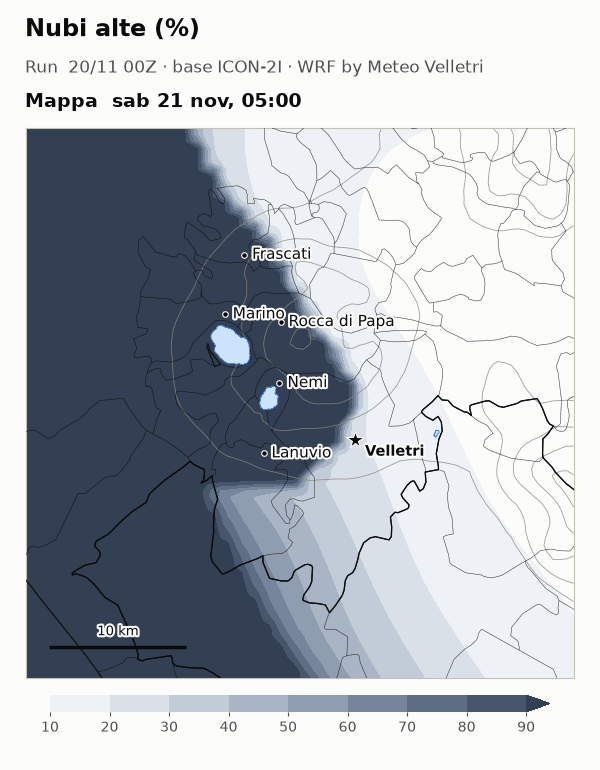 Nubi alte (%)
Run  20/11 00Z · base ICON-2I · WRF by Meteo Velletri
Mappa  sab 21 nov, 05:00
Frascati
Marino
Rocca di Papa
Nemi
Velletri
Lanuvio
10 km
10 20 30 40 50 60 70 80 90